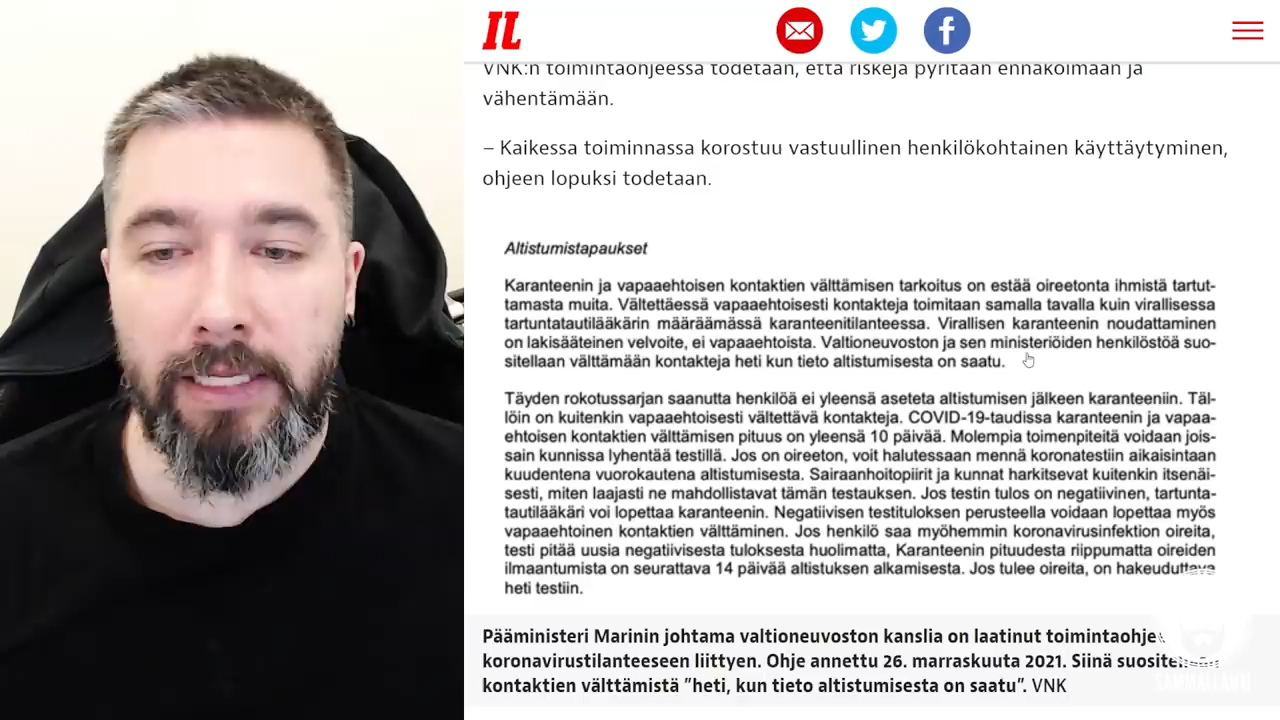 IL
VNK:n toimintaohjeessa todetaan, että riskejä pyritään ennakoimaan ja
vähentämään.
– Kaikessa toiminnassa korostuu vastuullinen henkilökohtainen käyttäytyminen,
ohjeen lopuksi todetaan.
Altistumistapaukset
Karanteenin ja vapaaehtoisen kontaktien välttämisen tarkoitus on estää oireetonta ihmistä tartut-
tamasta muita. Vältettäessä vapaaehtoisesti kontakteja toimitaan samalla tavalla kuin virallisessa
tartuntatautilääkärin määräämässä karanteenitilanteessa. Virallisen karanteenin noudattaminen
on lakisääteinen velvoite, ei vapaaehtoista. Valtioneuvoston ja sen ministeriöiden henkilöstöä suo-
sitellaan välttämään kontakteja heti kun tieto altistumisesta on saatu.
Täyden rokotussarjan saanutta henkilöä ei yleensä aseteta altistumisen jälkeen karanteeniin. Täl-
löin on kuitenkin vapaaehtoisesti vältettävä kontakteja. COVID-19-taudissa karanteenin ja vapaa-
ehtoisen kontaktien välttämisen pituus on yleensä 10 päivää. Molempia toimenpiteitä voidaan jois-
sain kunnissa lyhentää testillä. Jos on oireeton, voit halutessaan mennä koronatestiin aikaisintaan
kuudentena vuorokautena altistumisesta. Sairaanhoitopiirit ja kunnat harkitsevat kuitenkin itsenäi-
sesti, miten laajasti ne mahdollistavat tämän testauksen. Jos testin tulos on negatiivinen, tartunta-
tautilääkäri voi lopettaa karanteenin. Negatiivisen testituloksen perusteella voidaan lopettaa myös
vapaaehtoinen kontaktien välttäminen. Jos henkilö saa myöhemmin koronavirusinfektion oireita,
testi pitää uusia negatiivisesta tuloksesta huolimatta, Karanteenin pituudesta riippumatta oireiden
ilmaantumista on seurattava 14 päivää altistuksen alkamisesta. Jos tulee oireita, on hakeuduttava
heti testiin.
Pääministeri Marinin johtama valtioneuvoston kanslia on laatinut toimintaohje
koronavirustilanteeseen liittyen. Ohje annettu 26. marraskuuta 2021. Siinä
kontaktien välttämistä ”heti, kun tieto altistumisesta on saatu”. VNK